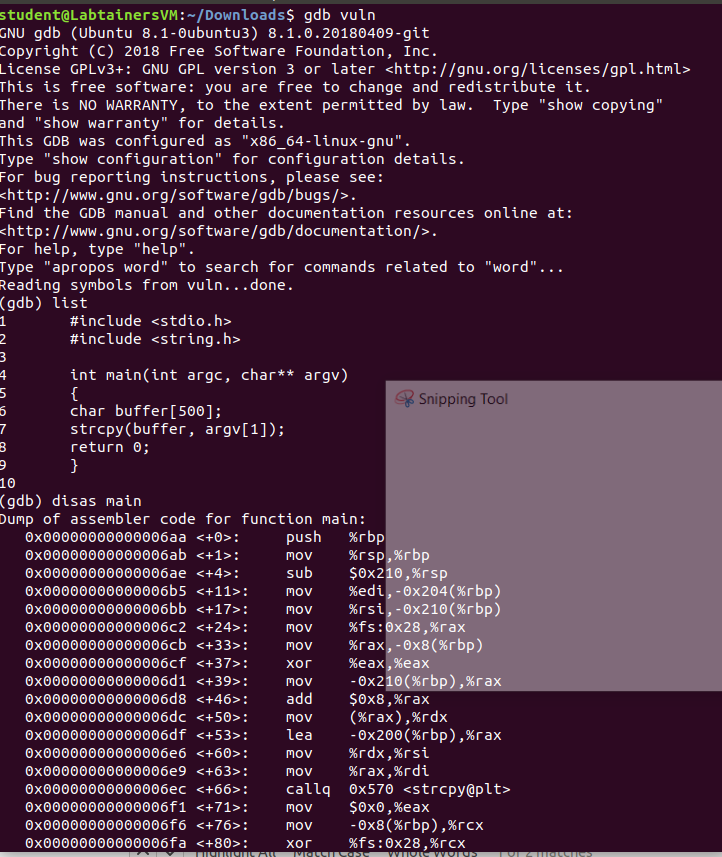 student@LabtainersVM:~/Downloads$ gdb vuln
GNU gdb (Ubuntu 8.1-0ubuntu3) 8.1.0.20180409-git
Copyright (C) 2018 Free Software Foundation, Inc.
License GPLv3+: GNU GPL version 3 or later <http://gnu.org/licenses/gpl.html>
This is free software: you are free to change and redistribute it.
There is NO WARRANTY, to the extent permitted by law.  Type "show copying"
and "show warranty" for details.
This GDB was configured as "x86_64-linux-gnu".
Type "show configuration" for configuration details.
For bug reporting instructions, please see:
<http://www.gnu.org/software/gdb/bugs/>.
Find the GDB manual and other documentation resources online at:
<http://www.gnu.org/software/gdb/documentation/>.
For help, type "help".
Type "apropos word" to search for commands related to "word"...
Reading symbols from vuln...done.
(gdb) list
1       #include <stdio.h>
2       #include <string.h>
3
4       int main(int argc, char** argv)
Snipping Tool
5       {
6       char buffer[500];
7       strcpy(buffer, argv[1]);
8       return 0;
9       }
10
(gdb) disas main
Dump of assembler code for function main:
   0x00000000000006aa <+0>:     push   %rbp
   0x00000000000006ab <+1>:     mov    %rsp,%rbp
   0x00000000000006ae <+4>:     sub    $0x210,%rsp
   0x00000000000006b5 <+11>:    mov    %edi,-0x204(%rbp)
   0x00000000000006bb <+17>:    mov    %rsi,-0x210(%rbp)
   0x00000000000006c2 <+24>:    mov    %fs:0x28,%rax
   0x00000000000006cb <+33>:    mov    %rax,-0x8(%rbp)
   0x00000000000006cf <+37>:    xor    %eax,%eax
   0x00000000000006d1 <+39>:    mov    -0x210(%rbp),%rax
   0x00000000000006d8 <+46>:    add    $0x8,%rax
   0x00000000000006dc <+50>:    mov    (%rax),%rdx
   0x00000000000006df <+53>:    lea    -0x200(%rbp),%rax
   0x00000000000006e6 <+60>:    mov    %rdx,%rsi
   0x00000000000006e9 <+63>:    mov    %rax,%rdi
   0x00000000000006ec <+66>:    callq  0x570 <strcpy@plt>
   0x00000000000006f1 <+71>:    mov    $0x0,%eax
   0x00000000000006f6 <+76>:    mov    -0x8(%rbp),%rcx
   0x00000000000006fa <+80>:    xor    %fs:0x28,%rcx
Highlight All Match Case Whole Words 1 of 2 matches